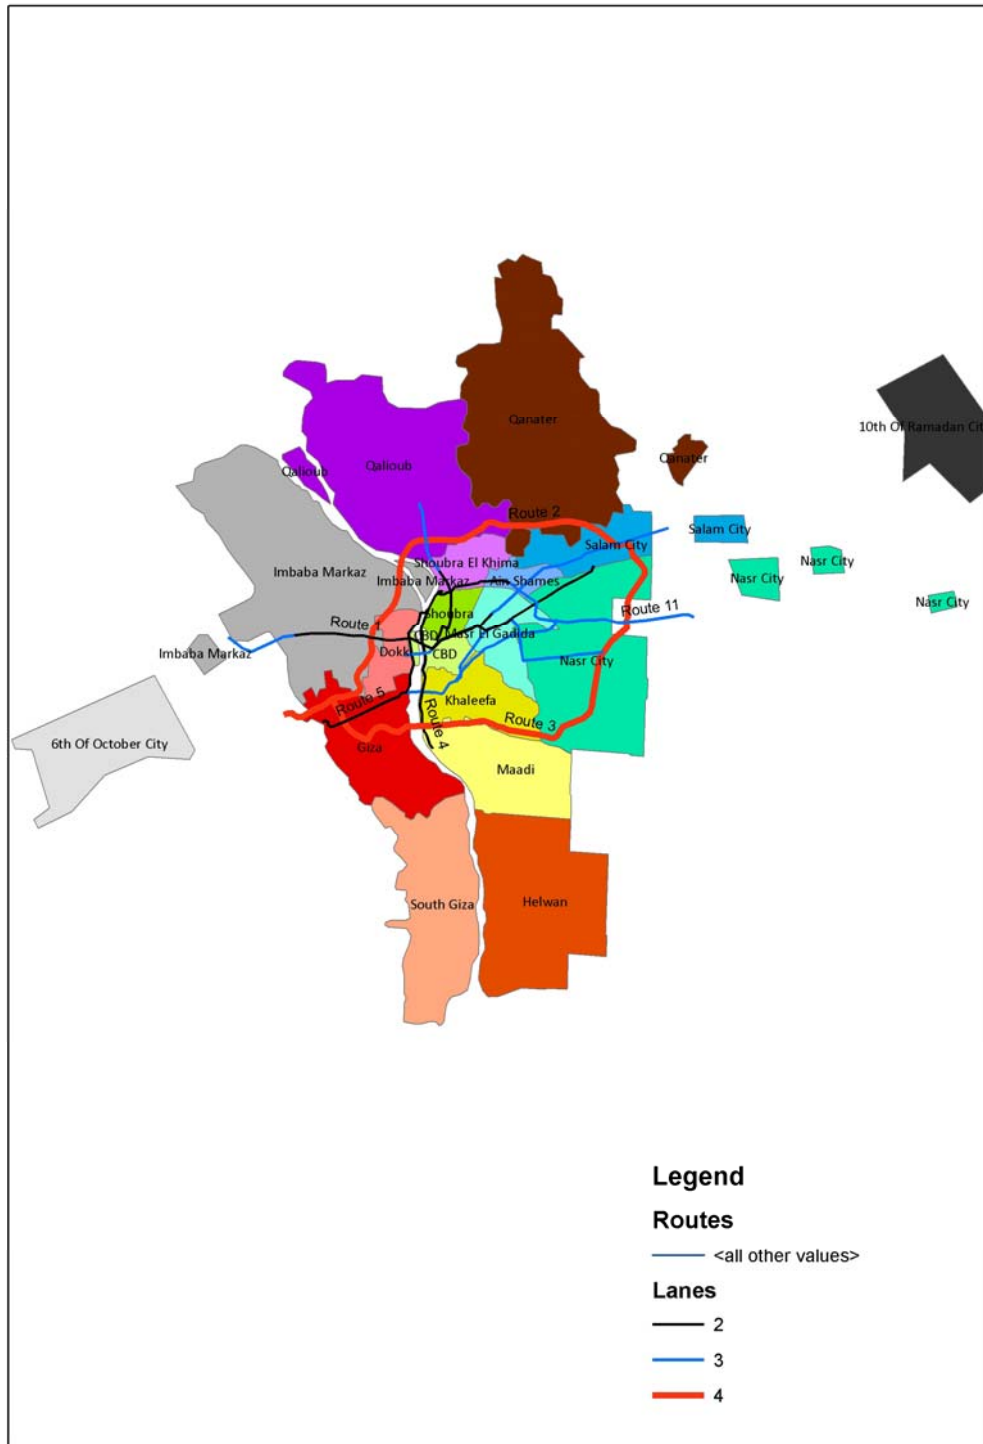 Qanater
10th Of Ramadan Cit
Qalioub
Qalioub
Qanater
Route 2
Salam City
Shoubra El Khima
Imbaba Markaz
Imbaba Markaz
Ain Shames
Nasr City
Nasr City
Nasr City
Route 11
Shoubra
Route 1
CBD
Masr El Gadida
Imbaba Markaz
Dokki
CBD
Nasr City
Route 5
Khaleefa
Route 4
Route 3
6th Of October City
Giza
Maadi
South Giza
Helwan
Legend
Routes
<all other values>
Lanes
2
3
4